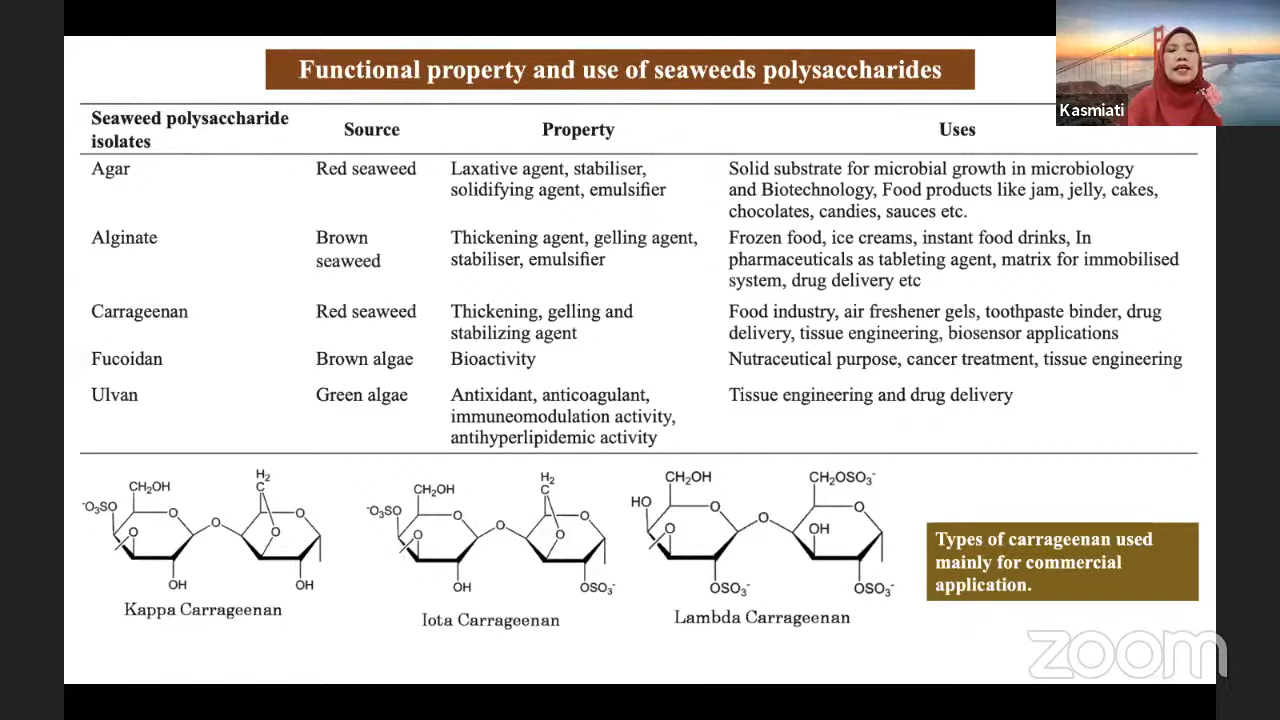 Functional property and use of seaweeds polysaccharides
Kasmiati
Seaweed polysaccharide
isolates
Source
Property
Uses
Agar
Red seaweed
Laxative agent, stabiliser,
solidifying agent, emulsifier
Solid substrate for microbial growth in microbiology
and Biotechnology, Food products like jam, jelly, cakes,
chocolates, candies, sauces etc.
Alginate
Brown
seaweed
Thickening agent, gelling agent,
stabiliser, emulsifier
Frozen food, ice creams, instant food drinks, In
pharmaceuticals as tableting agent, matrix for immobilised
system, drug delivery etc
Carrageenan
Red seaweed
Thickening, gelling and
stabilizing agent
Food industry, air freshener gels, toothpaste binder, drug
delivery, tissue engineering, biosensor applications
Fucoidan
Brown algae
Bioactivity
Nutraceutical purpose, cancer treatment, tissue engineering
Ulvan
Green algae
Antixidant, anticoagulant,
immuneomodulation activity,
antihyperlipidemic activity
Tissue engineering and drug delivery
H₂
C
CH₂OH
⁻O₃SO
O
O
O
O
OH
OH
Kappa Carrageenan
H₂
C
CH₂OH
⁻O₃SO
O
O
O
O
O
OH
OSO₃⁻
Iota Carrageenan
CH₂OH
CH₂OSO₃⁻
HO
O
O
O
O
OH
OSO₃⁻
OSO₃⁻
Lambda Carrageenan
Types of carrageenan used
mainly for commercial
application.
zoom